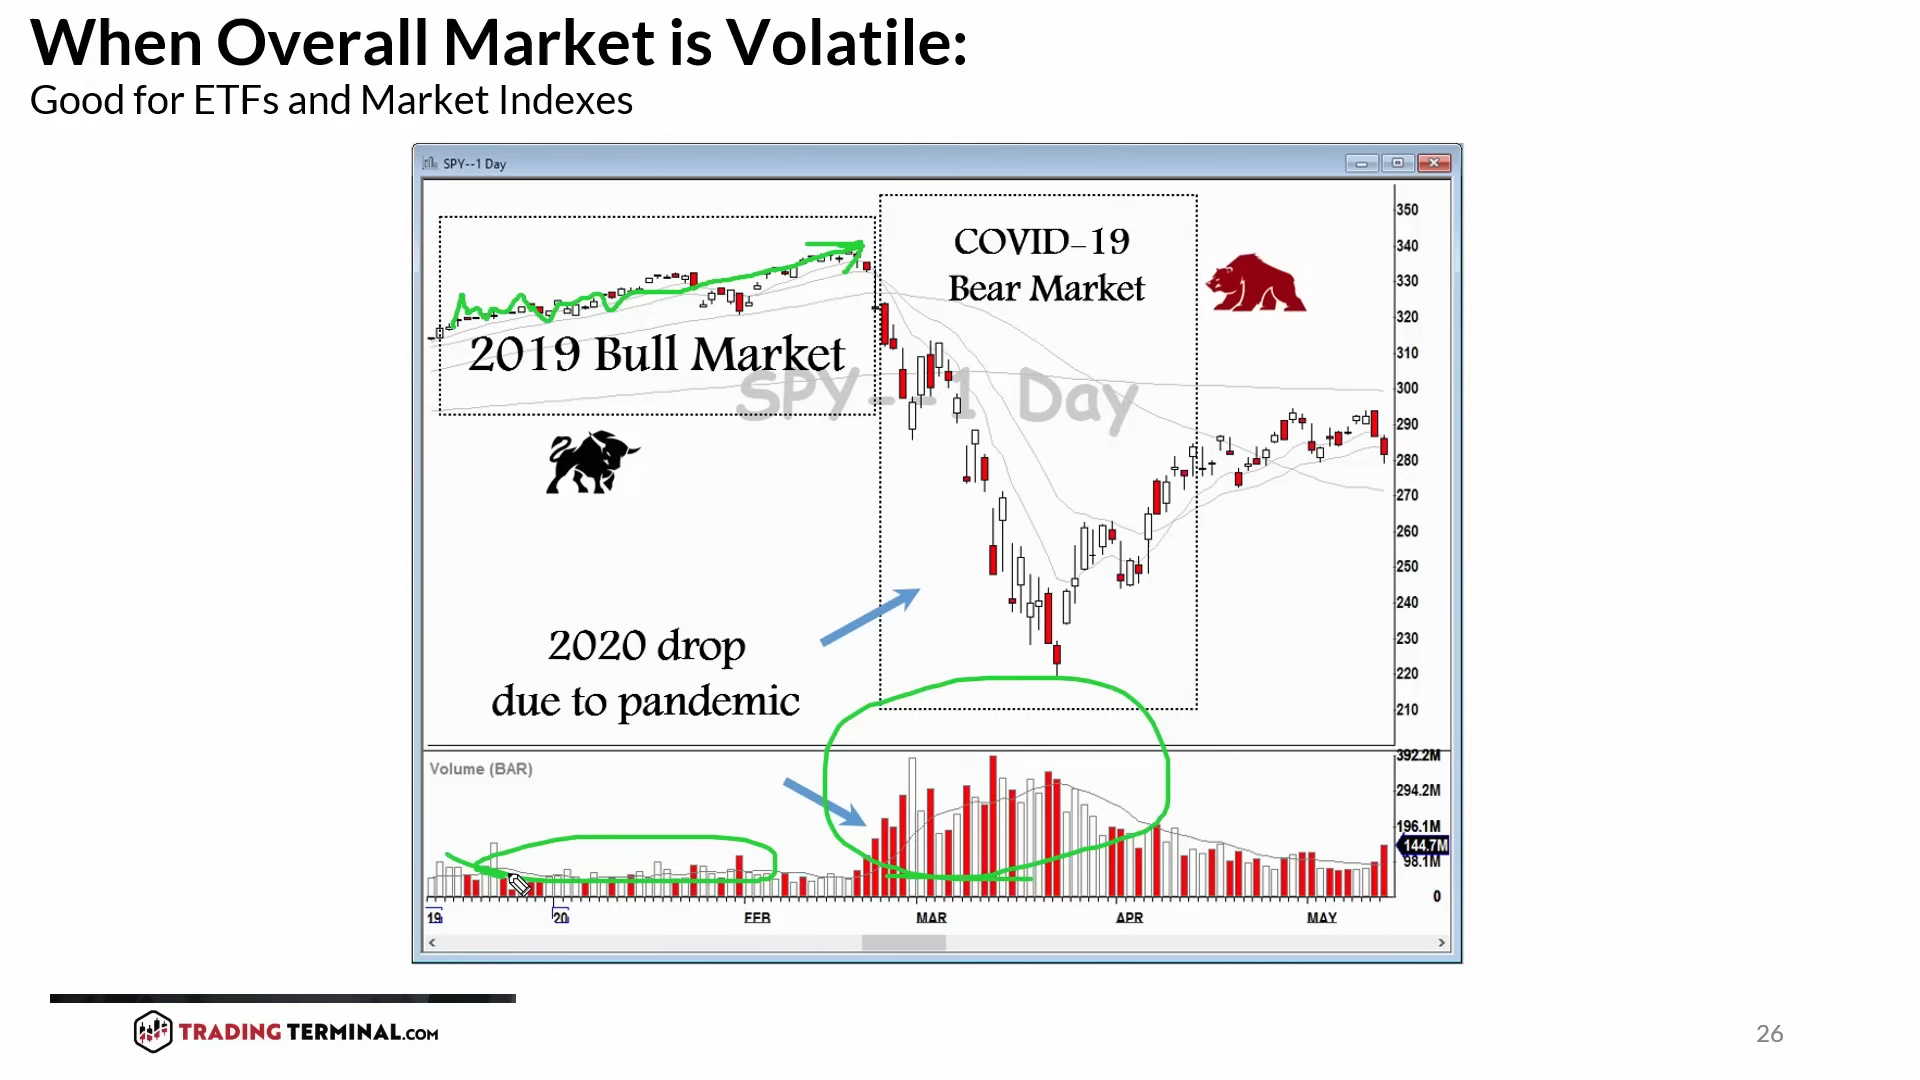 When Overall Market is Volatile:
Good for ETFs and Market Indexes
SPY--1 Day
350
340
330
320
310
300
290
280
270
260
250
240
230
220
210
COVID-19
Bear Market
2019 Bull Market
SPY--1 Day
2020 drop
due to pandemic
Volume (BAR)
392.2M
294.2M
196.1M
144.7M
98.1M
0
19
20
FEB
MAR
APR
MAY
TRADING TERMINAL.COM
26